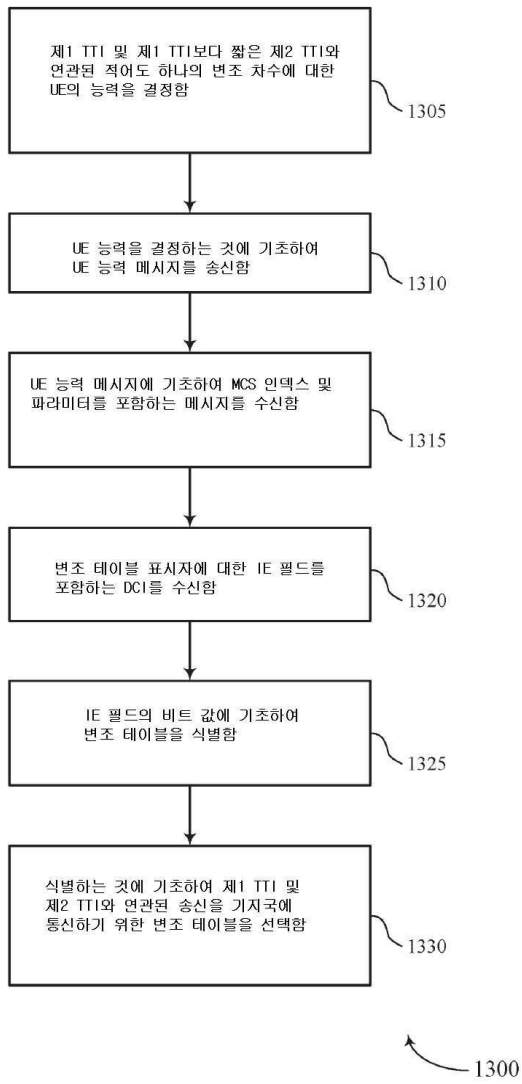 제1 TTI 및 제1 TTI보다 짧은 제2 TTI와
연관된 적어도 하나의 변조 차수에 대한
UE의 능력을 결정함
1305
UE 능력을 결정하는 것에 기초하여
UE 능력 메시지를 송신함
1310
UE 능력 메시지에 기초하여 MCS 인덱스 및
파라미터를 포함하는 메시지를 수신함
1315
변조 테이블 표시자에 대한 IE 필드를
포함하는 DCI를 수신함
1320
IE 필드의 비트 값에 기초하여
변조 테이블을 식별함
1325
식별하는 것에 기초하여 제1 TTI 및
제2 TTI와 연관된 송신을 기지국에
통신하기 위한 변조 테이블을 선택함
1330
1300